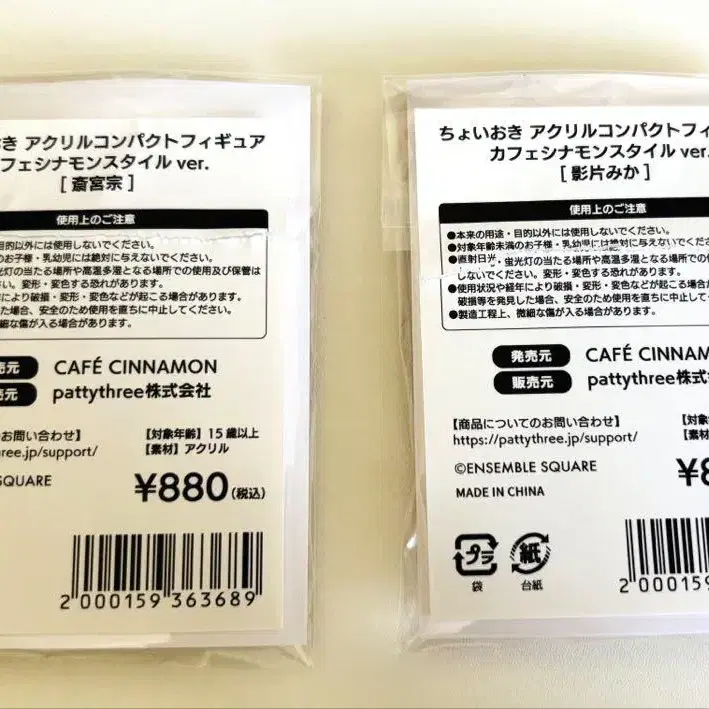 おき アクリルコンパクトフィギュア
フェシナモンスタイル ver.
[ 斎宮宗 ]
使用上のご注意
目的以外には使用しないでください。
のお子様・乳幼児には絶対に与えないでください。
光灯の当たる場所や高温多湿となる場所での使用及び保管は
さい。変形・変色する恐れがあります。
により破損・変形・変色などが起こる場合があります。
た場合、安全のため使用を直ちに中止してください。
細な傷が入る場合があります。
売元 CAFÉ CINNAMON
売元 pattythree株式会社
お問い合わせ】
ree.jp/support/
【対象年齢】15歳以上
【素材】アクリル
SQUARE
¥880(税込)
2 000159 363689
ちょいおき アクリルコンパクトフィ
カフェシナモンスタイル ver.
[ 影片みか ]
使用上のご注意
●本来の用途・目的以外には使用しないでください。
●対象年齢未満のお子様・乳幼児には絶対に与えないでくださ
●直射日光・蛍光灯の当たる場所や高温多湿となる場所での使
しないでください。変形・変色する恐れがあります。
●使用状況や経年により破損・変形・変色などが起こる場合
破損等を発見した場合、安全のため使用を直ちに中止して
●製造工程上、微細な傷が入る場合があります。
発売元 CAFÉ CINNAM
販売元 pattythree株式
【商品についてのお問い合わせ】
https://pattythree.jp/support/
【対象
【素材
©ENSEMBLE SQUARE
¥8
MADE IN CHINA
プラ
袋
紙
台紙
2 000159